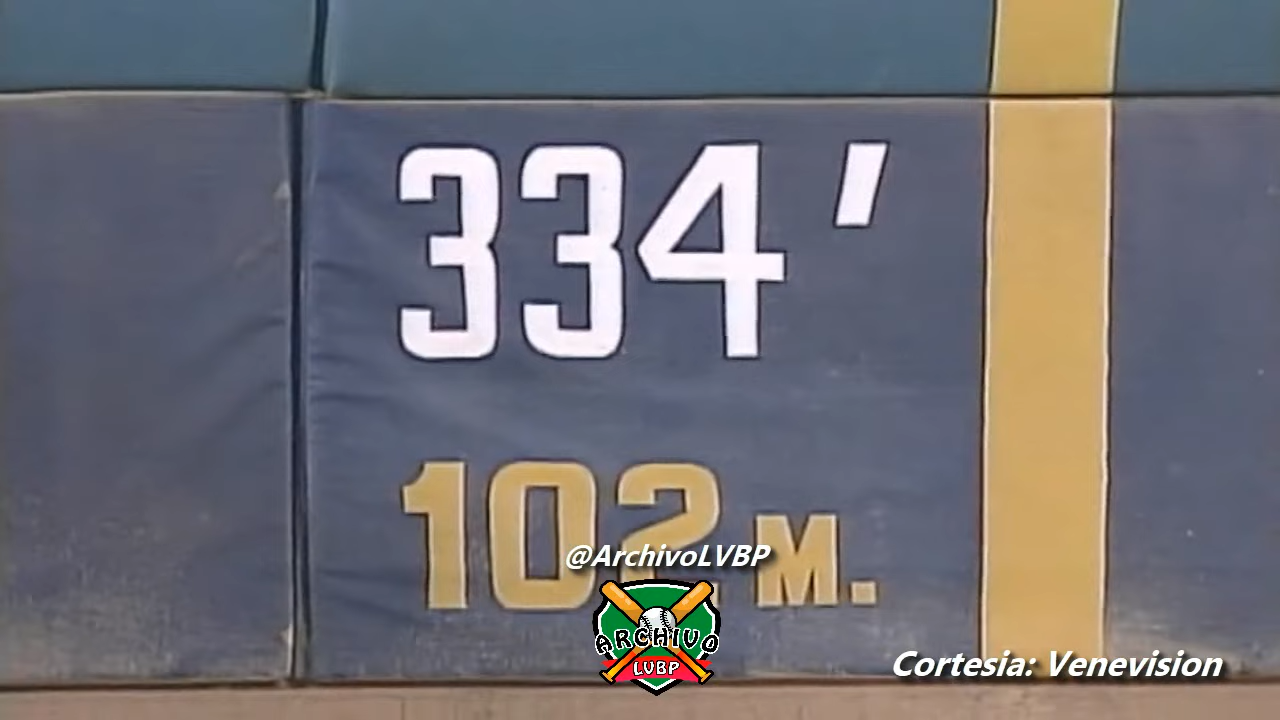 334'
102 M.
@ArchivoLVBP
ARCHIVO
LVBP
Cortesia: Venevision